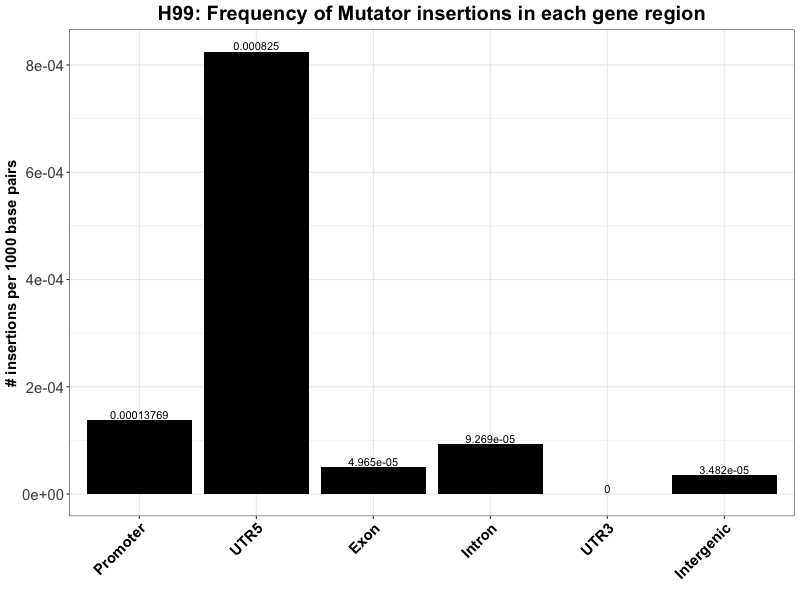 H99: Frequency of Mutator insertions in each gene region
# insertions per 1000 base pairs
8e-04
6e-04
4e-04
2e-04
0e+00
0.00013769
0.000825
4.965e-05
9.269e-05
0
3.482e-05
Promoter
UTR5
Exon
Intron
UTR3
Intergenic